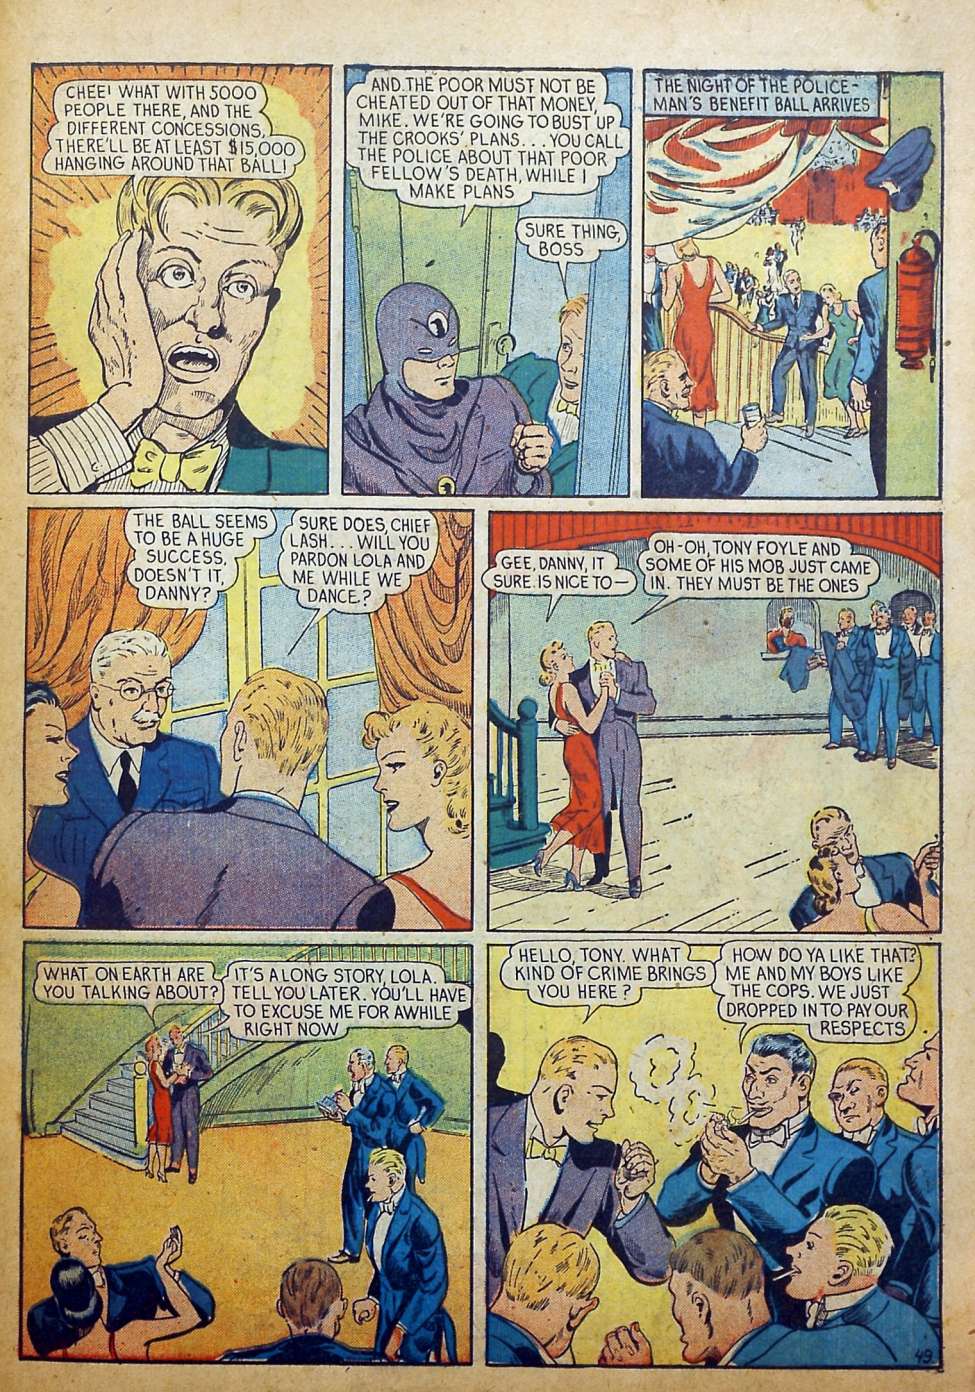 CHEE! WHAT WITH 5000
PEOPLE THERE, AND THE
DIFFERENT CONCESSIONS,
THERE'LL BE AT LEAST $15,000
HANGING AROUND THAT BALL!
AND THE POOR MUST NOT BE
CHEATED OUT OF THAT MONEY,
MIKE. WE'RE GOING TO BUST UP
THE CROOKS' PLANS... YOU CALL
THE POLICE ABOUT THAT POOR
FELLOW'S DEATH, WHILE I
MAKE PLANS
SURE THING,
BOSS
THE NIGHT OF THE POLICE-
MAN'S BENEFIT BALL ARRIVES
THE BALL SEEMS
TO BE A HUGE
SUCCESS,
DOESN'T IT,
DANNY?
SURE DOES, CHIEF
LASH... WILL YOU
PARDON LOLA AND
ME WHILE WE
DANCE?
GEE, DANNY, IT
SURE IS NICE TO—
OH-OH, TONY FOYLE AND
SOME OF HIS MOB JUST CAME
IN. THEY MUST BE THE ONES
WHAT ON EARTH ARE
YOU TALKING ABOUT?
IT'S A LONG STORY, LOLA.
TELL YOU LATER. YOU'LL HAVE
TO EXCUSE ME FOR AWHILE
RIGHT NOW
HELLO, TONY. WHAT
KIND OF CRIME BRINGS
YOU HERE?
HOW DO YA LIKE THAT?
ME AND MY BOYS LIKE
THE COPS. WE JUST
DROPPED IN TO PAY OUR
RESPECTS
49